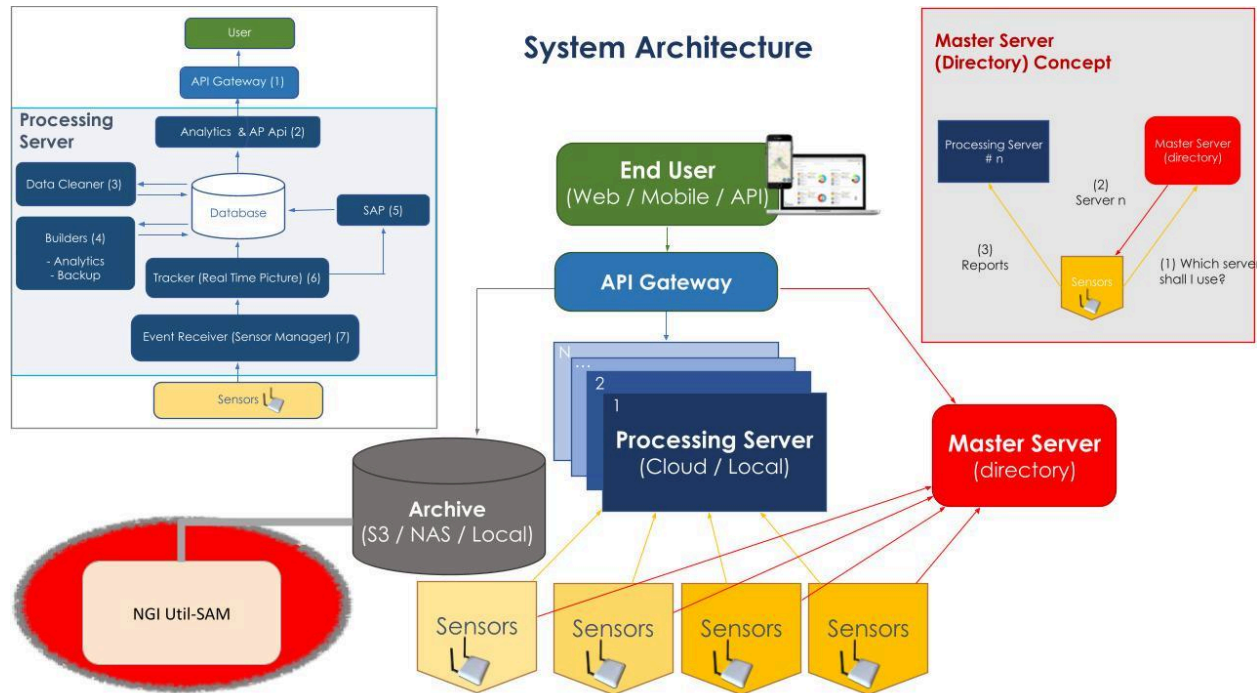 System Architecture
User
API Gateway (1)
Processing
Server
Analytics & AP Api (2)
Data Cleaner (3)
Database
SAP (5)
Builders (4)
- Analytics
- Backup
Tracker (Real Time Picture) (6)
Event Receiver (Sensor Manager) (7)
Sensors
Master Server
(Directory) Concept
Processing Server
# n
Master Server
(directory)
(2)
Server n
(3)
Reports
(1) Which server
shall I use?
Sensors
End User
(Web / Mobile / API)
API Gateway
N
...
2
1
Processing Server
(Cloud / Local)
Master Server
(directory)
Archive
(S3 / NAS / Local)
NGI Util-SAM
Sensors
Sensors
Sensors
Sensors